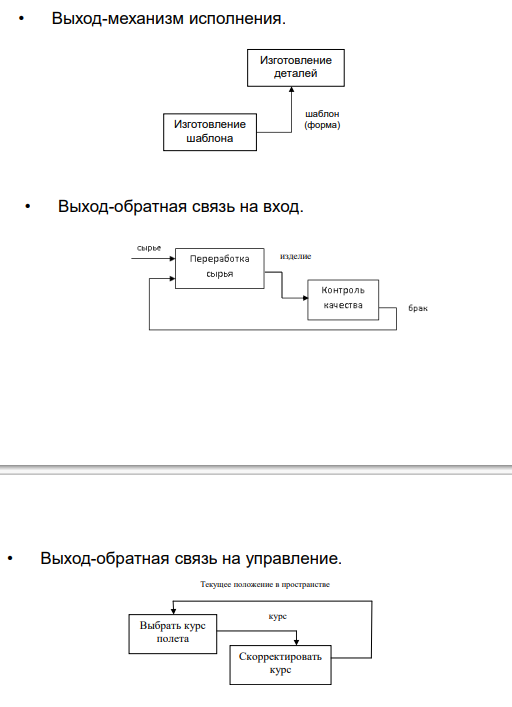 • Выход-механизм исполнения.
Изготовление
деталей
шаблон
(форма)
Изготовление
шаблона
• Выход-обратная связь на вход.
сырье
Переработка
сырья
изделие
Контроль
качества
брак
• Выход-обратная связь на управление.
Текущее положение в пространстве
Выбрать курс
полета
курс
Скорректировать
курс